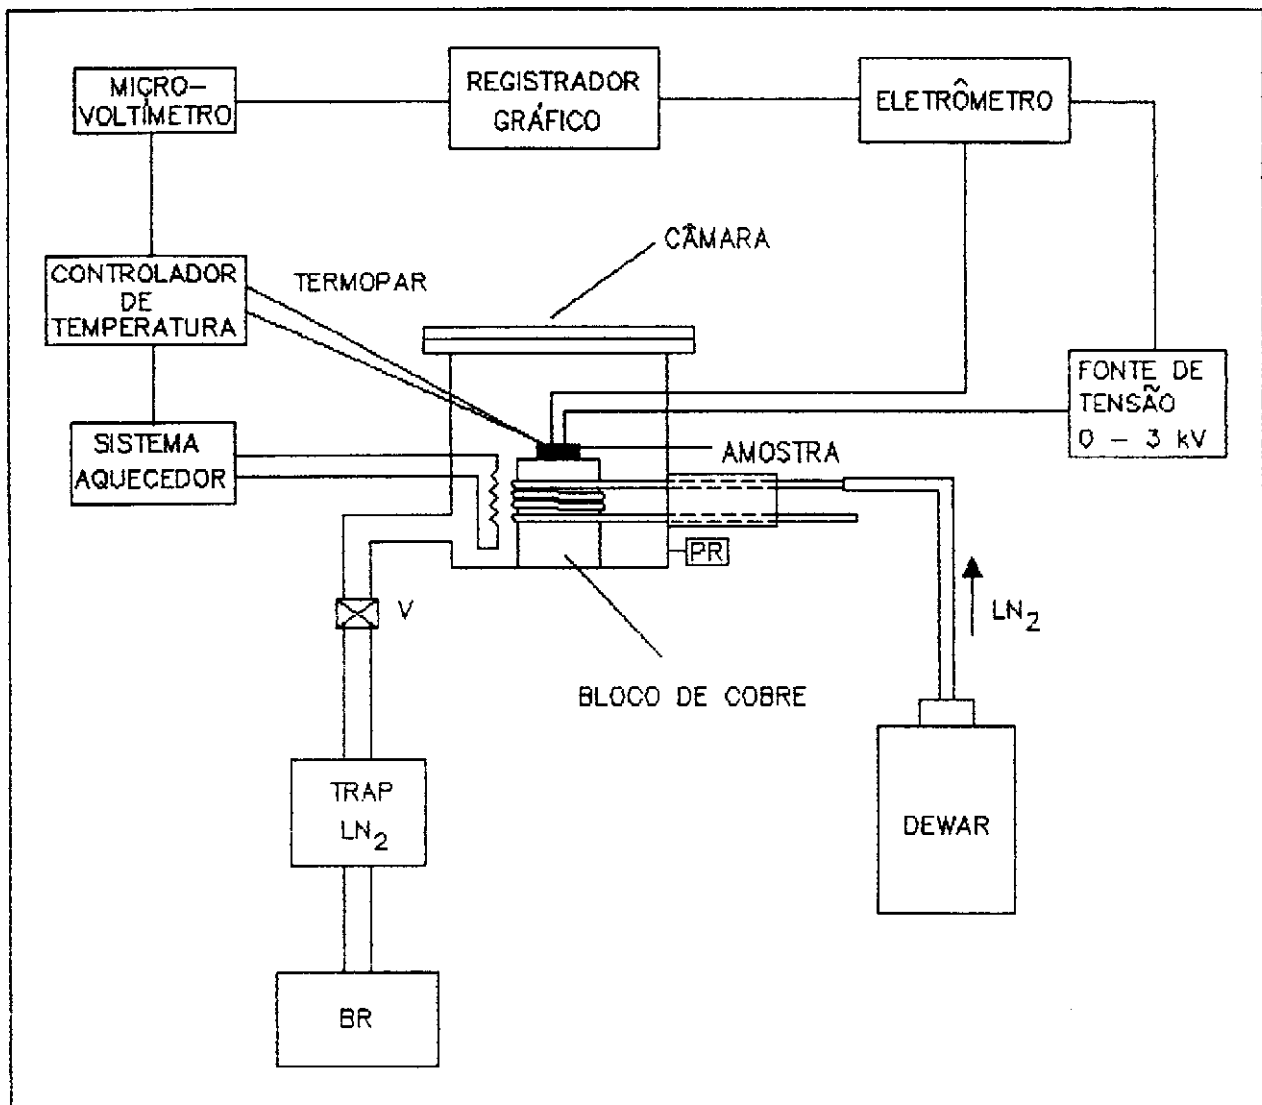 MICRO-
VOLTÍMETRO
REGISTRADOR
GRÁFICO
ELETRÔMETRO
CÂMARA
CONTROLADOR
DE
TEMPERATURA
TERMOPAR
FONTE DE
TENSÃO
0 - 3 kV
SISTEMA
AQUECEDOR
AMOSTRA
PR
V
LN2
BLOCO DE COBRE
TRAP
LN2
DEWAR
BR